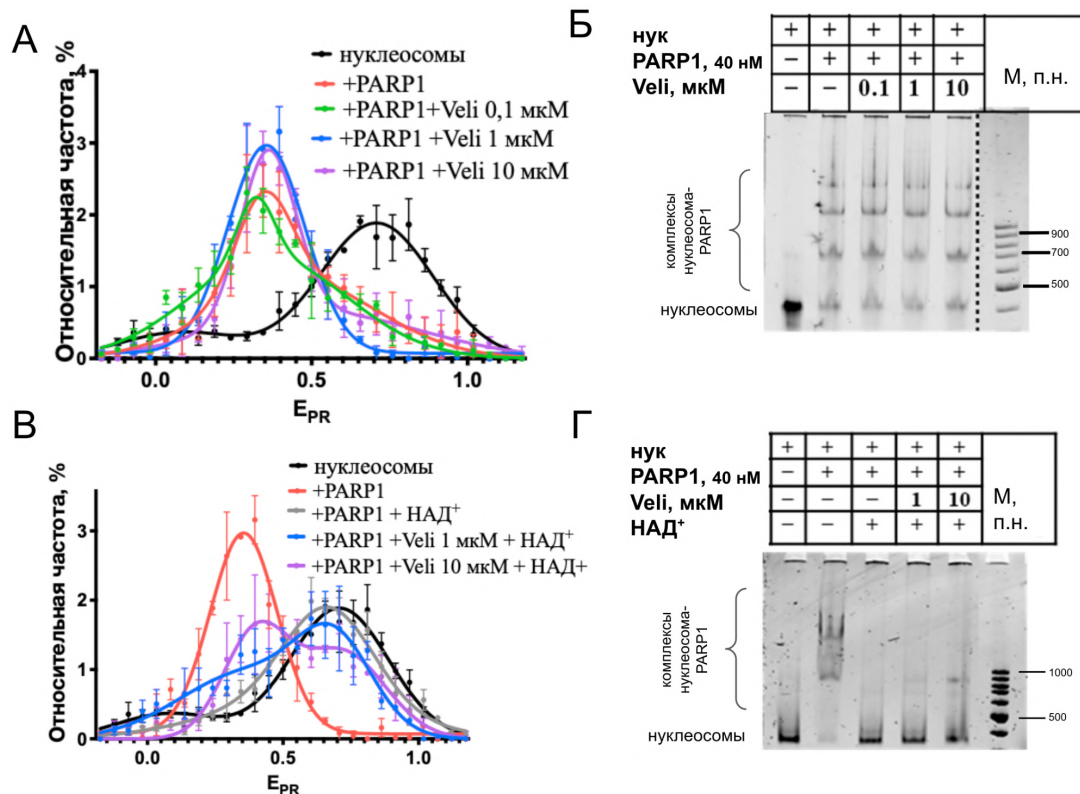 А
Относительная частота, %
4
3
2
1
0
0.0 0.5 1.0
E_PR
нуклеосомы
+PARP1
+PARP1+Veli 0,1 мкМ
+PARP1 +Veli 1 мкМ
+PARP1 +Veli 10 мкМ
Б
нук + + + + +
PARP1, 40 нМ – + + + +
Veli, мкМ – – 0.1 1 10
М, п.н.
комплексы
нуклеосома-
PARP1
нуклеосомы
900
700
500
В
Относительная частота, %
4
3
2
1
0
0.0 0.5 1.0
E_PR
нуклеосомы
+PARP1
+PARP1 + НАД⁺
+PARP1 +Veli 1 мкМ + НАД⁺
+PARP1 +Veli 10 мкМ + НАД+
Г
нук + + + + +
PARP1, 40 нМ – + + + +
Veli, мкМ – – – 1 10
НАД⁺ – – + + +
М,
п.н.
комплексы
нуклеосома-
PARP1
нуклеосомы
1000
500